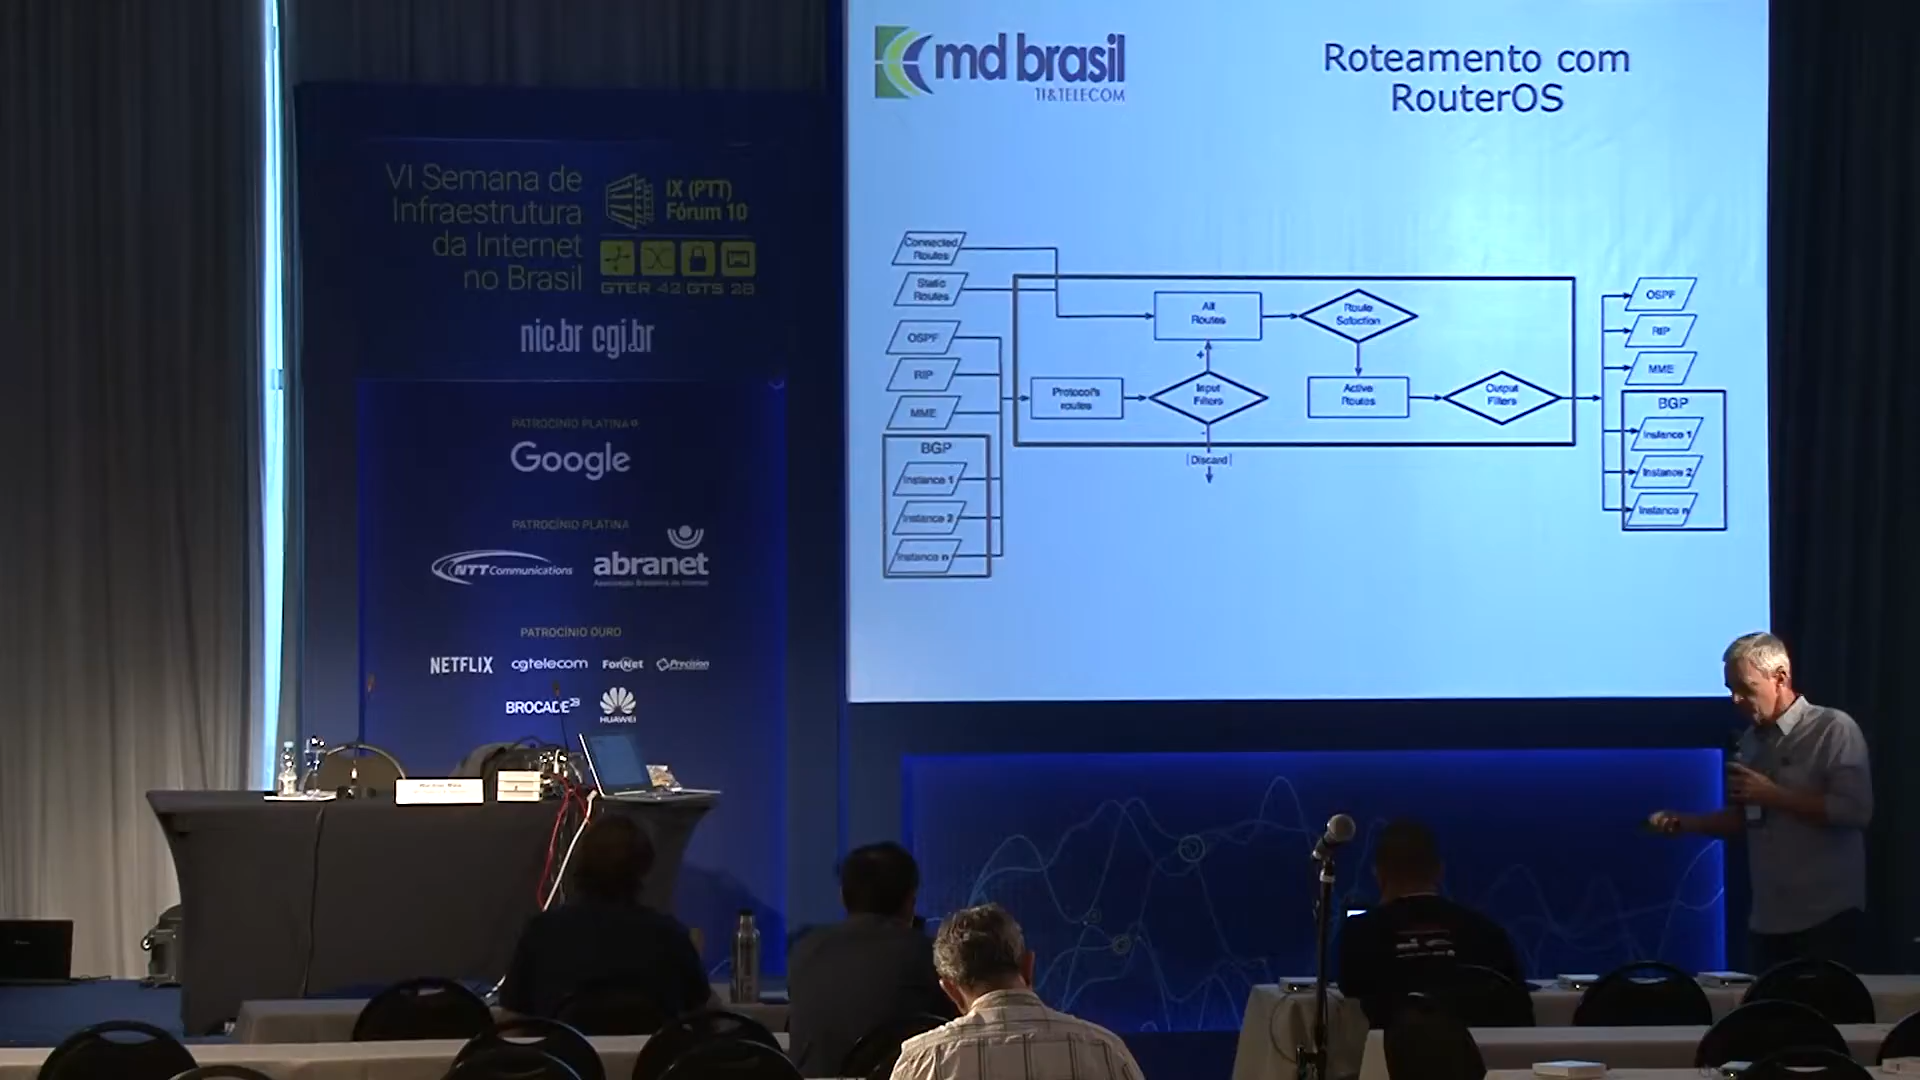 VI Semana de
Infraestrutura
da Internet
no Brasil
IX (PTT)
Fórum 10
GTER 42 GTS 28
nic.br cgi.br
PATROCÍNIO PLATINA+
Google
PATROCÍNIO PLATINA
NTT Communications
abranet
PATROCÍNIO OURO
NETFLIX
cgtelecom
FonNet
Precision
BROCADE
HUAWEI
md brasil
TI & TELECOM
Roteamento com
RouterOS
Connected
Routes
Static
Routes
OSPF
RIP
MME
BGP
Instance 1
Instance 2
Instance n
Protocol's
routes
Input
Filters
Discard
All
Routes
Route
Selection
Active
Routes
Output
Filters
OSPF
RIP
MME
BGP
Instance 1
Instance 2
Instance n